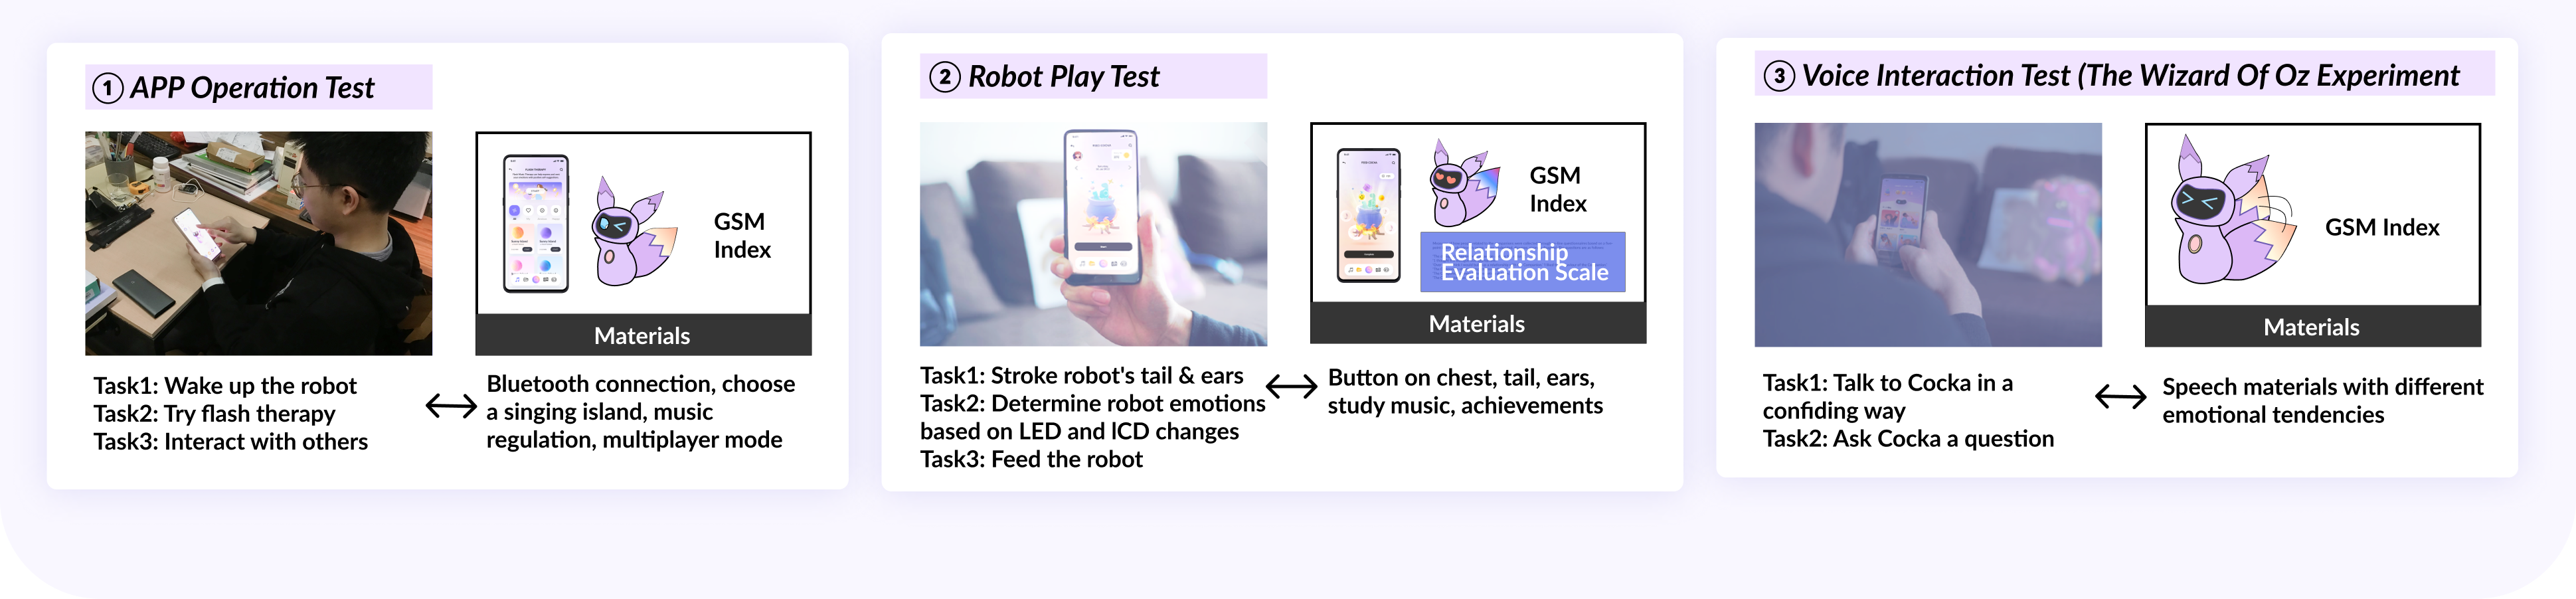 ① APP Operation Test
GSM
Index
Materials
Task1: Wake up the robot
Task2: Try flash therapy
Task3: Interact with others
Bluetooth connection, choose
a singing island, music
regulation, multiplayer mode
② Robot Play Test
GSM
Index
Relationship
Evaluation Scale
Materials
Task1: Stroke robot's tail & ears
Task2: Determine robot emotions
based on LED and lCD changes
Task3: Feed the robot
Button on chest, tail, ears,
study music, achievements
③ Voice Interaction Test (The Wizard Of Oz Experiment
GSM Index
Materials
Task1: Talk to Cocka in a
confiding way
Task2: Ask Cocka a question
Speech materials with different
emotional tendencies